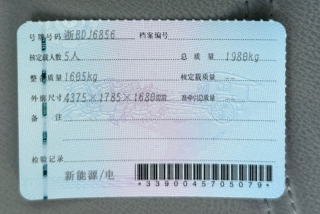 号牌号码 浙BDJ6856 档案编号
核定载人数 5人 总质量 1980kg
整备质量 1605kg 核定载质量 --
外廓尺寸 4375×1785×1680mm 准牵引总质量 --
备注
检验记录
新能源/电
*3390045705079*